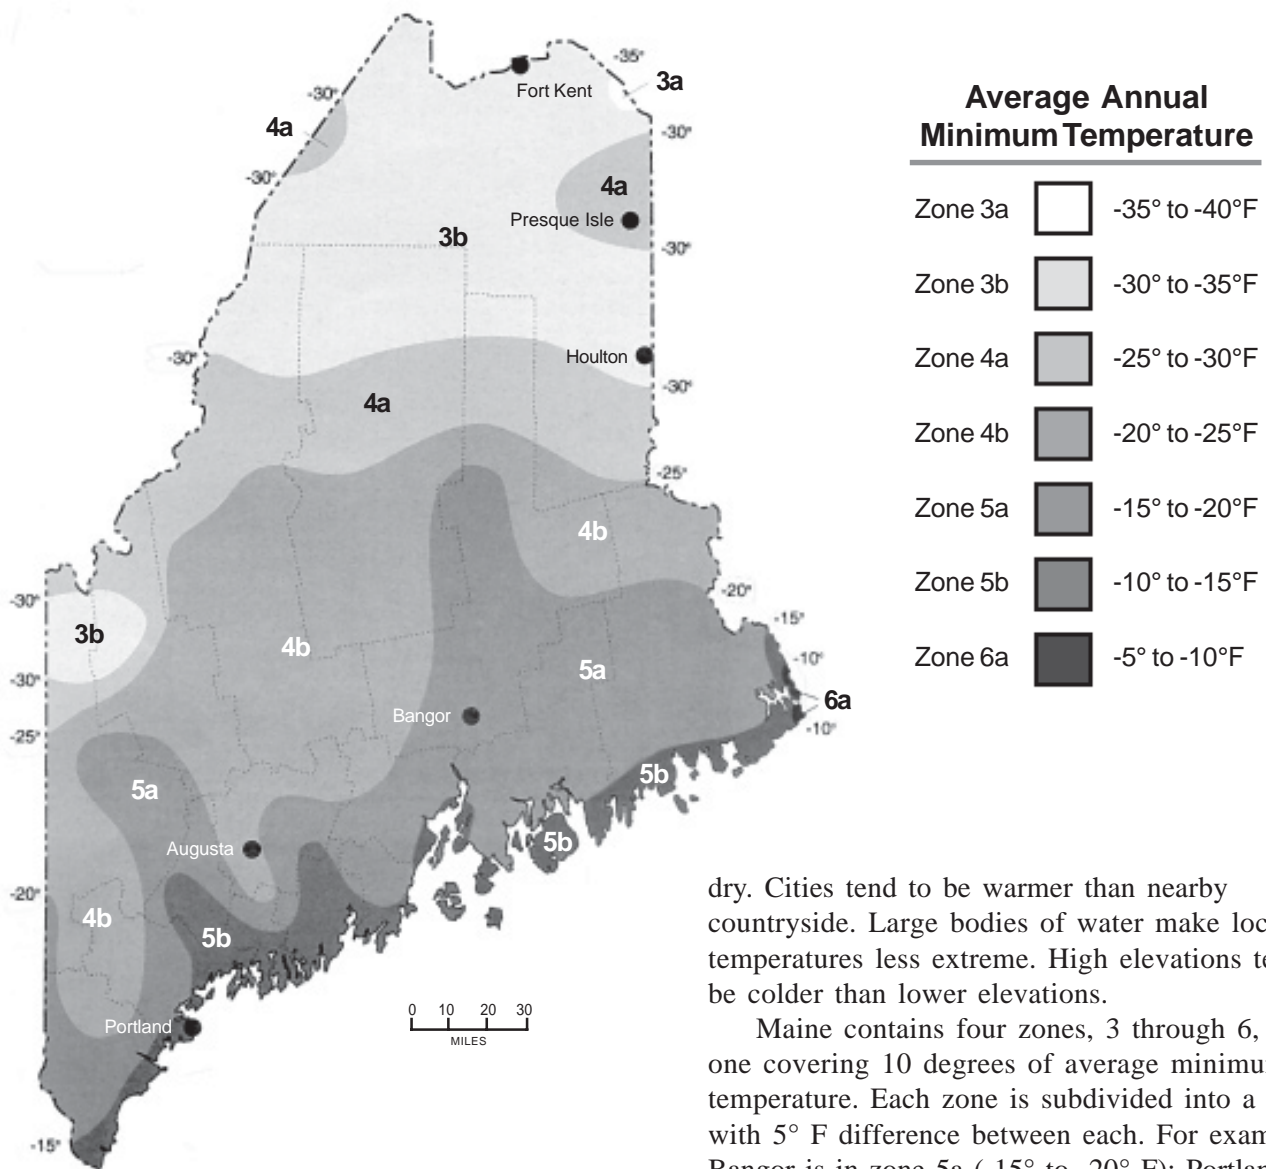 -35°
3a
Fort Kent
-30°
4a
-30°
-30°
4a
Presque Isle
-30°
3b
-30°
Houlton
-30°
4a
-25°
4b
-30°
-20°
3b
-15°
4b
5a
-10°
-30°
6a
Bangor
-10°
-25°
5b
5a
5b
Augusta
-20°
4b
5b
0 10 20 30
MILES
Portland
-15°
Average Annual
Minimum Temperature
Zone 3a -35° to -40°F
Zone 3b -30° to -35°F
Zone 4a -25° to -30°F
Zone 4b -20° to -25°F
Zone 5a -15° to -20°F
Zone 5b -10° to -15°F
Zone 6a -5° to -10°F
dry. Cities tend to be warmer than nearby
countryside. Large bodies of water make loc
temperatures less extreme. High elevations te
be colder than lower elevations.
Maine contains four zones, 3 through 6,
one covering 10 degrees of average minimu
temperature. Each zone is subdivided into a
with 5° F difference between each. For exam
Bangor is in zone 5a (-15° to -20° F); Portlan